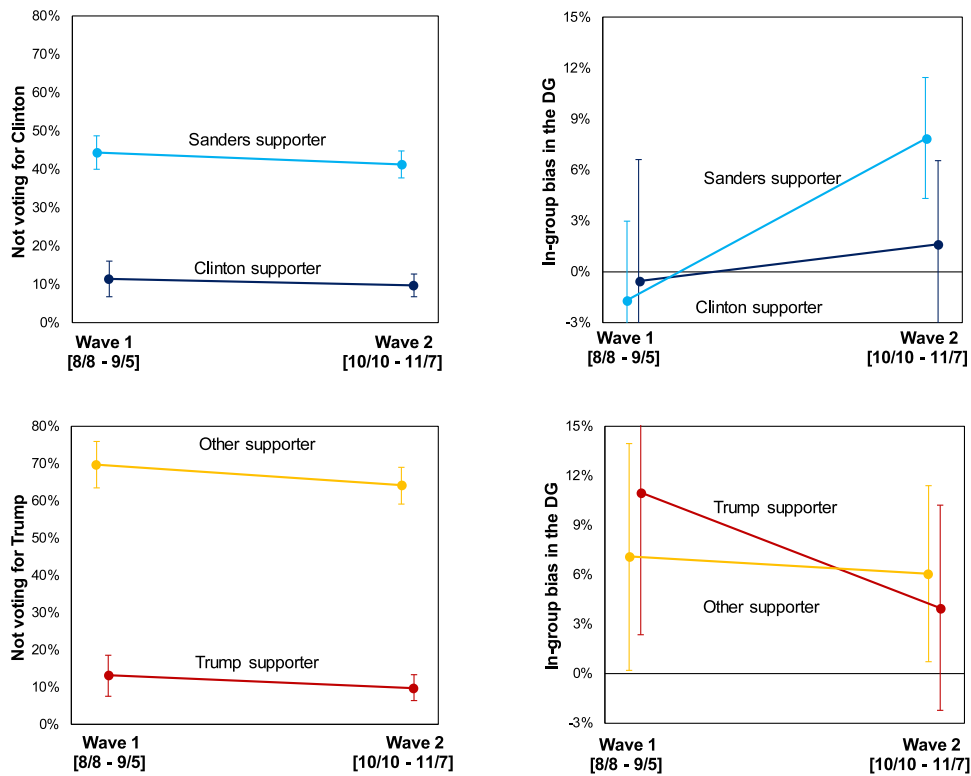 Not voting for Clinton
80%
70%
60%
50%
40%
30%
20%
10%
0%
Sanders supporter
Clinton supporter
Wave 1
[8/8 - 9/5]
Wave 2
[10/10 - 11/7]
In-group bias in the DG
15%
12%
9%
6%
3%
0%
-3%
Sanders supporter
Clinton supporter
Wave 1
[8/8 - 9/5]
Wave 2
[10/10 - 11/7]
Not voting for Trump
80%
70%
60%
50%
40%
30%
20%
10%
0%
Other supporter
Trump supporter
Wave 1
[8/8 - 9/5]
Wave 2
[10/10 - 11/7]
In-group bias in the DG
15%
12%
9%
6%
3%
0%
-3%
Trump supporter
Other supporter
Wave 1
[8/8 - 9/5]
Wave 2
[10/10 - 11/7]